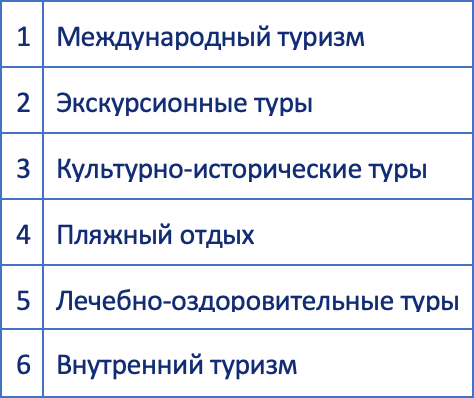 1 Международный туризм
2 Экскурсионные туры
3 Культурно-исторические туры
4 Пляжный отдых
5 Лечебно-оздоровительные туры
6 Внутренний туризм